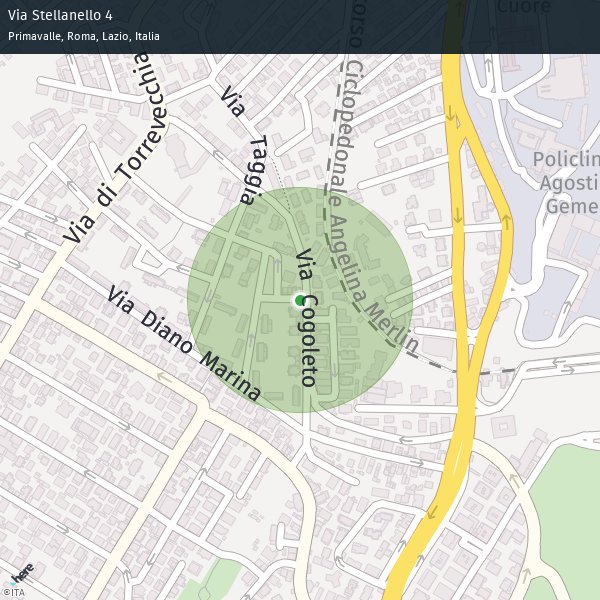 Via Stellanello 4
Primavalle, Roma, Lazio, Italia
Cuore
Corso Ciclopedonale Angelina Merlin
Via Taggia
Via di Torrevecchia
Policlin
Agosti
Geme
Via Cogoleto
Via Diano Marina
here
©ITA